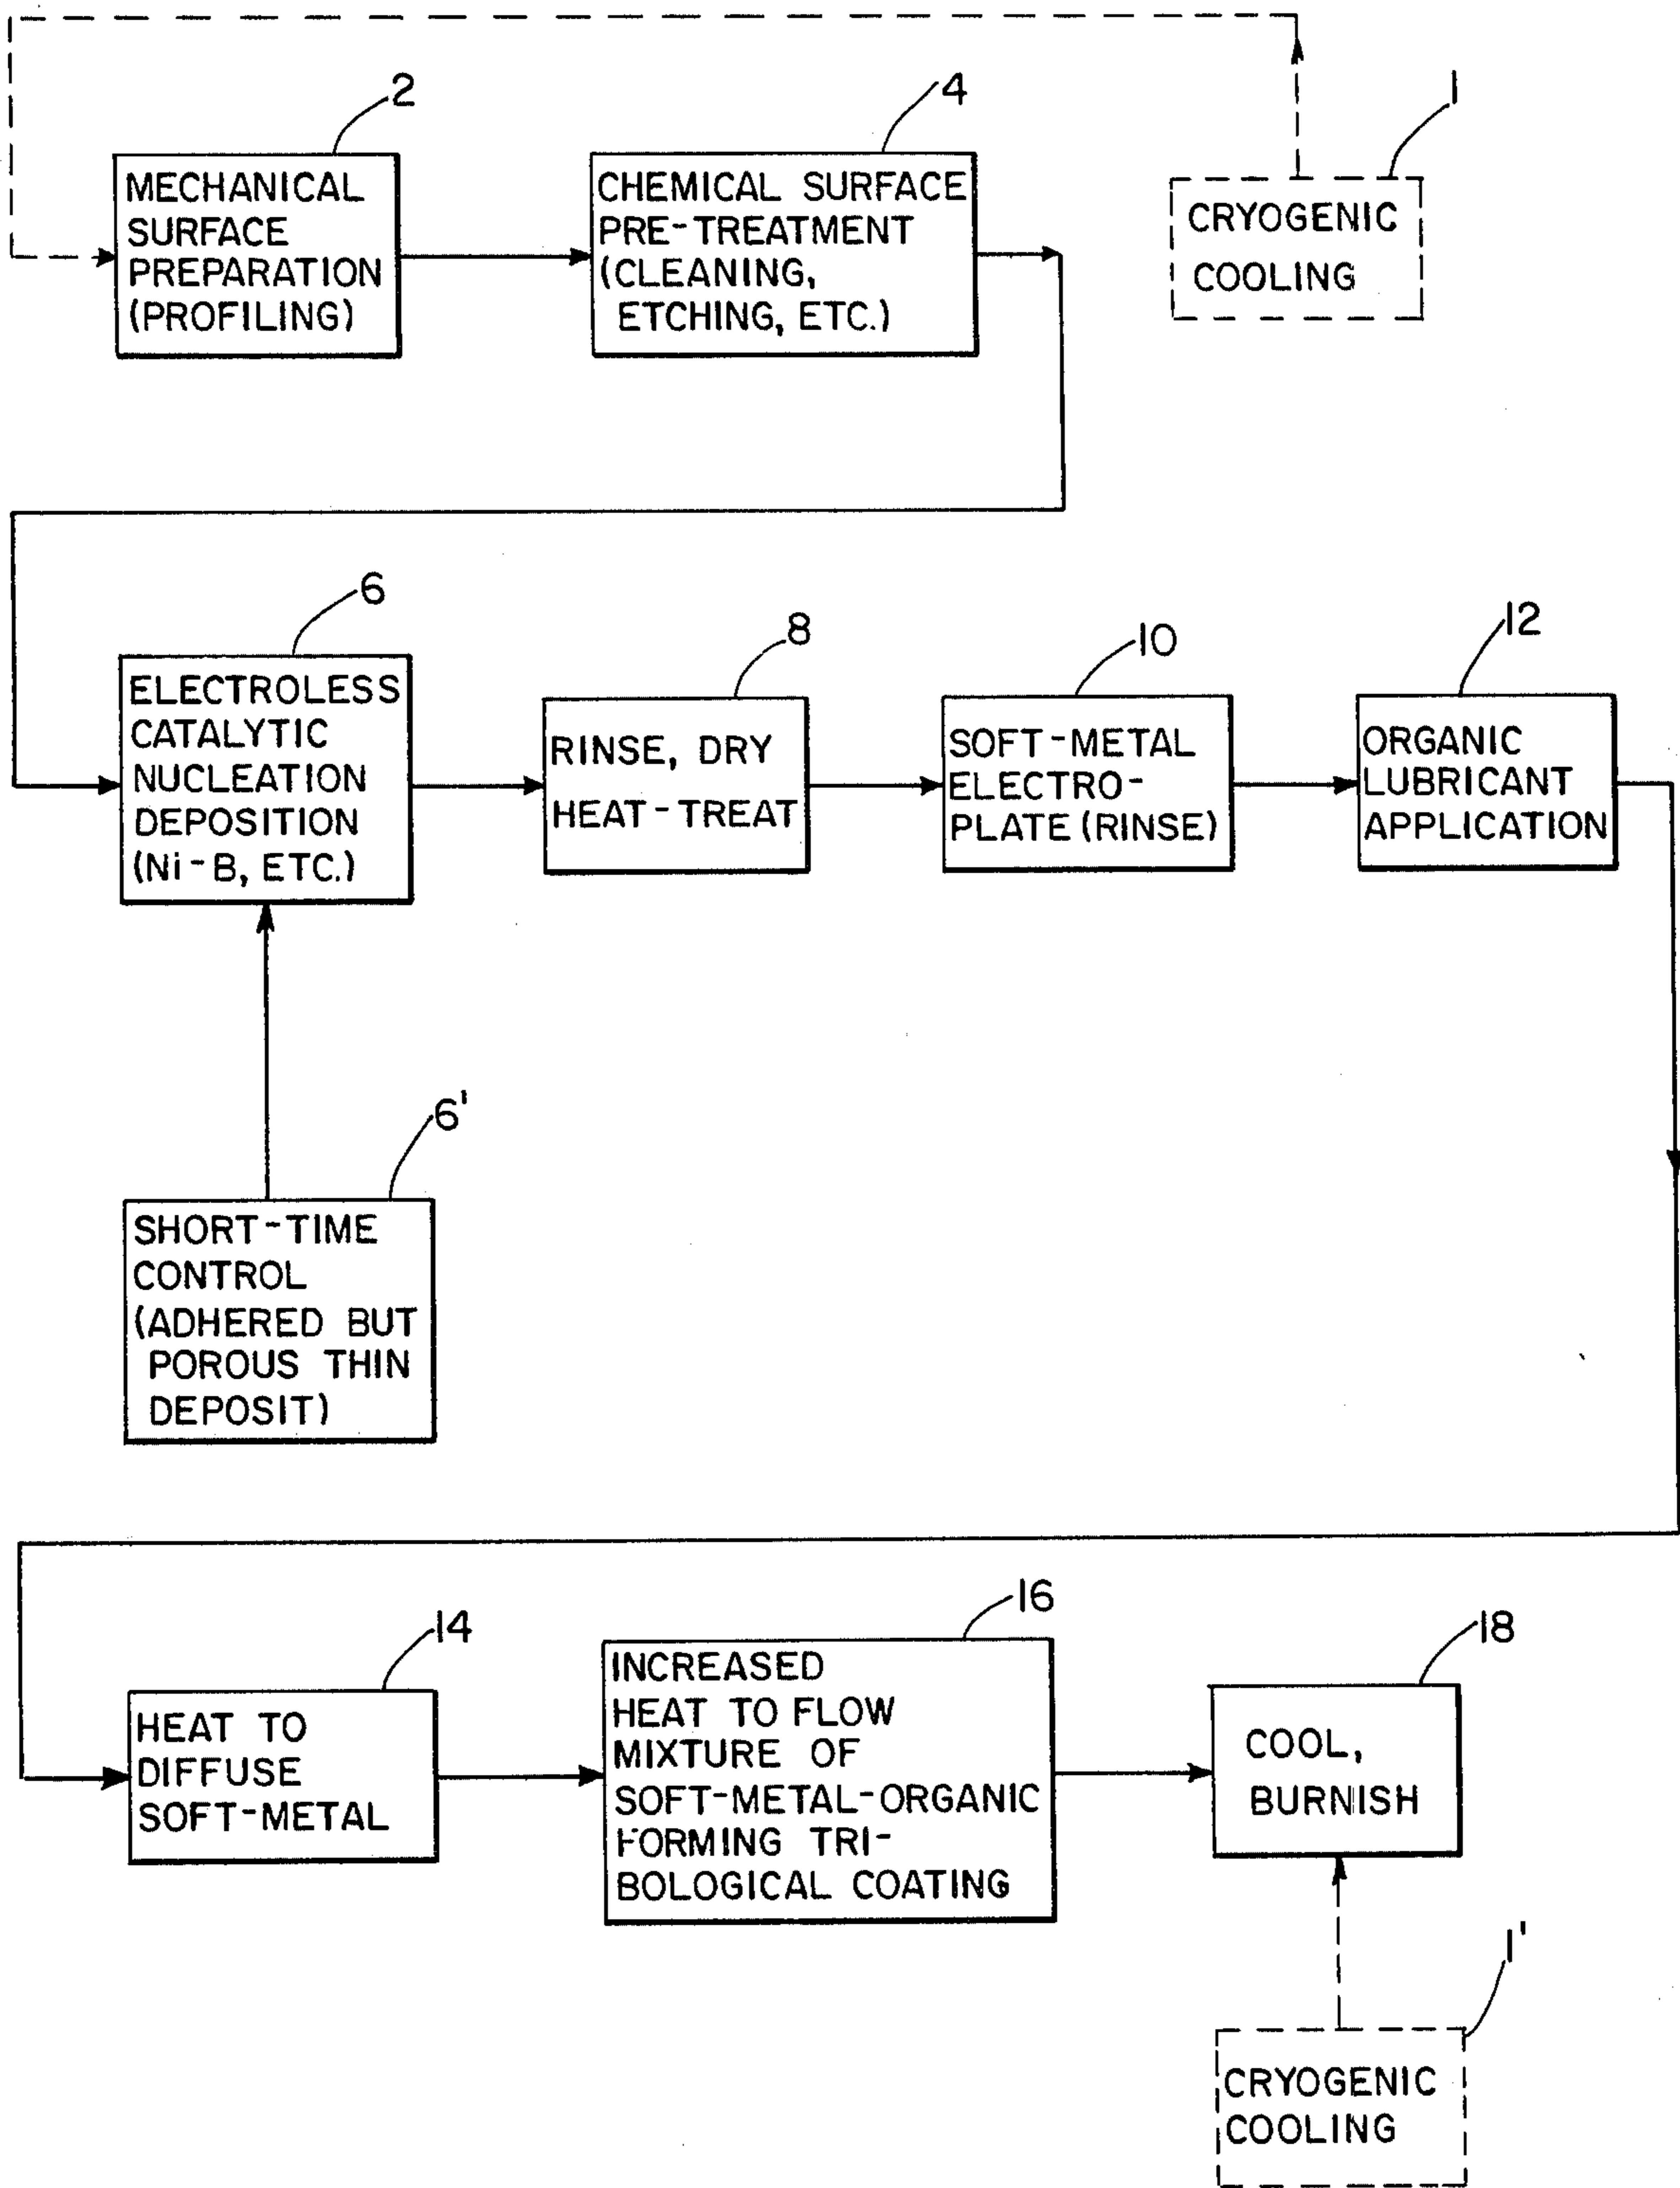 2
MECHANICAL
SURFACE
PREPARATION
(PROFILING)
4
CHEMICAL SURFACE
PRE-TREATMENT
(CLEANING,
ETCHING, ETC.)
1
CRYOGENIC
COOLING
6
ELECTROLESS
CATALYTIC
NUCLEATION
DEPOSITION
(Ni-B, ETC.)
8
RINSE, DRY
HEAT-TREAT
10
SOFT-METAL
ELECTRO-
PLATE (RINSE)
12
ORGANIC
LUBRICANT
APPLICATION
6'
SHORT-TIME
CONTROL
(ADHERED BUT
POROUS THIN
DEPOSIT)
14
HEAT TO
DIFFUSE
SOFT-METAL
16
INCREASED
HEAT TO FLOW
MIXTURE OF
SOFT-METAL-ORGANIC
FORMING TRI-
BOLOGICAL COATING
18
COOL,
BURNISH
1'
CRYOGENIC
COOLING